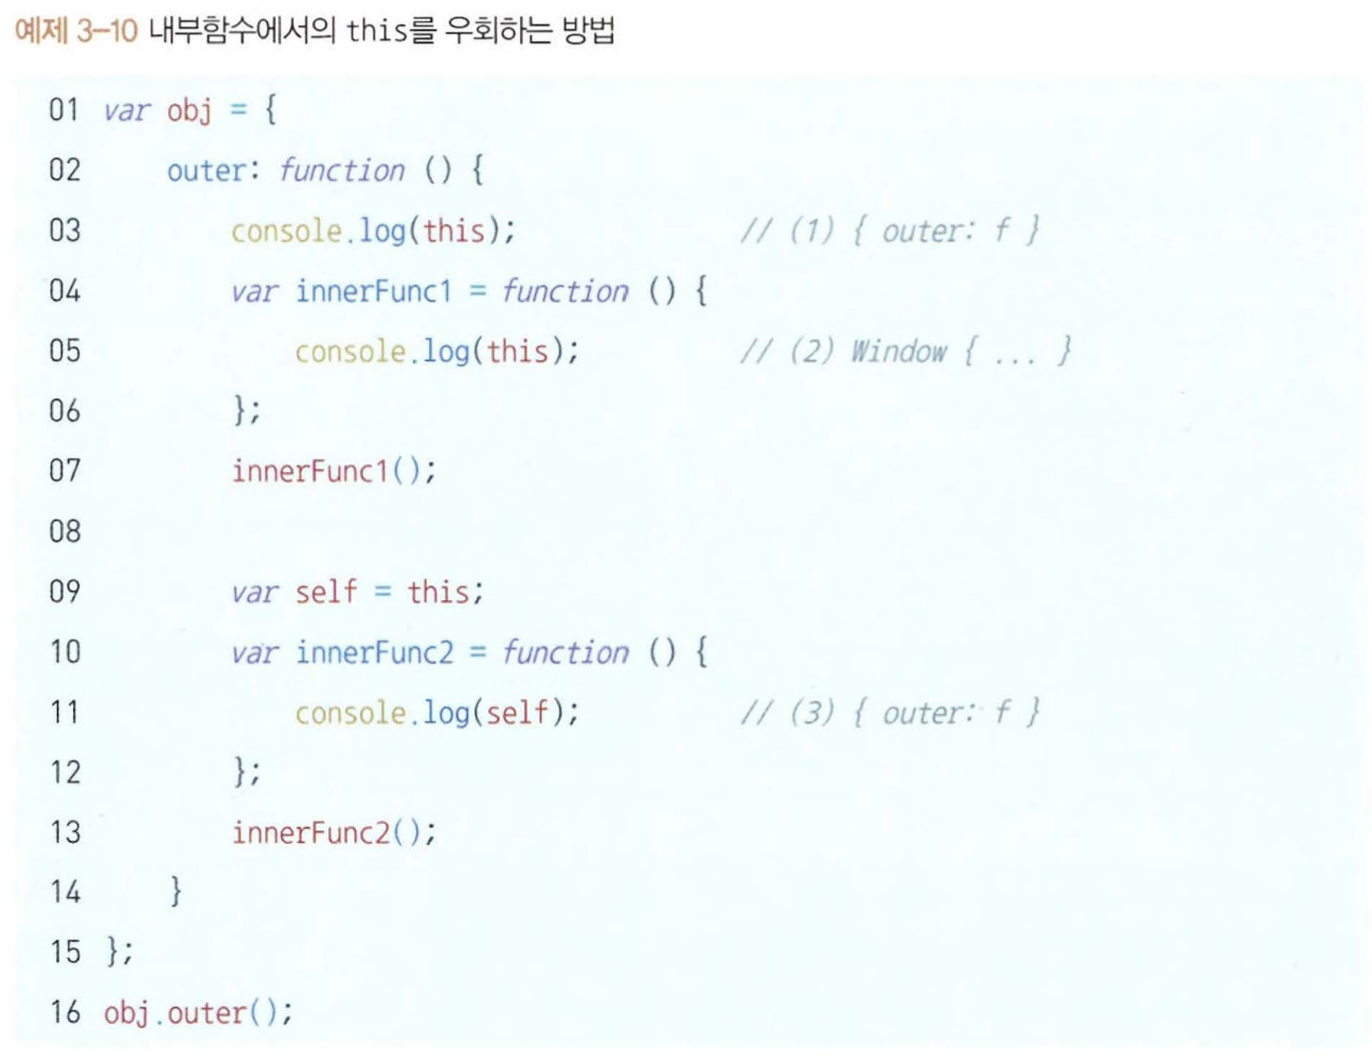 예제 3-10 내부함수에서의 this를 우회하는 방법
01 var obj = {
02     outer: function () {
03         console.log(this);              // (1) { outer: f }
04         var innerFunc1 = function () {
05             console.log(this);          // (2) Window { ... }
06         };
07         innerFunc1();
08
09         var self = this;
10         var innerFunc2 = function () {
11             console.log(self);          // (3) { outer: f }
12         };
13         innerFunc2();
14     }
15 };
16 obj.outer();